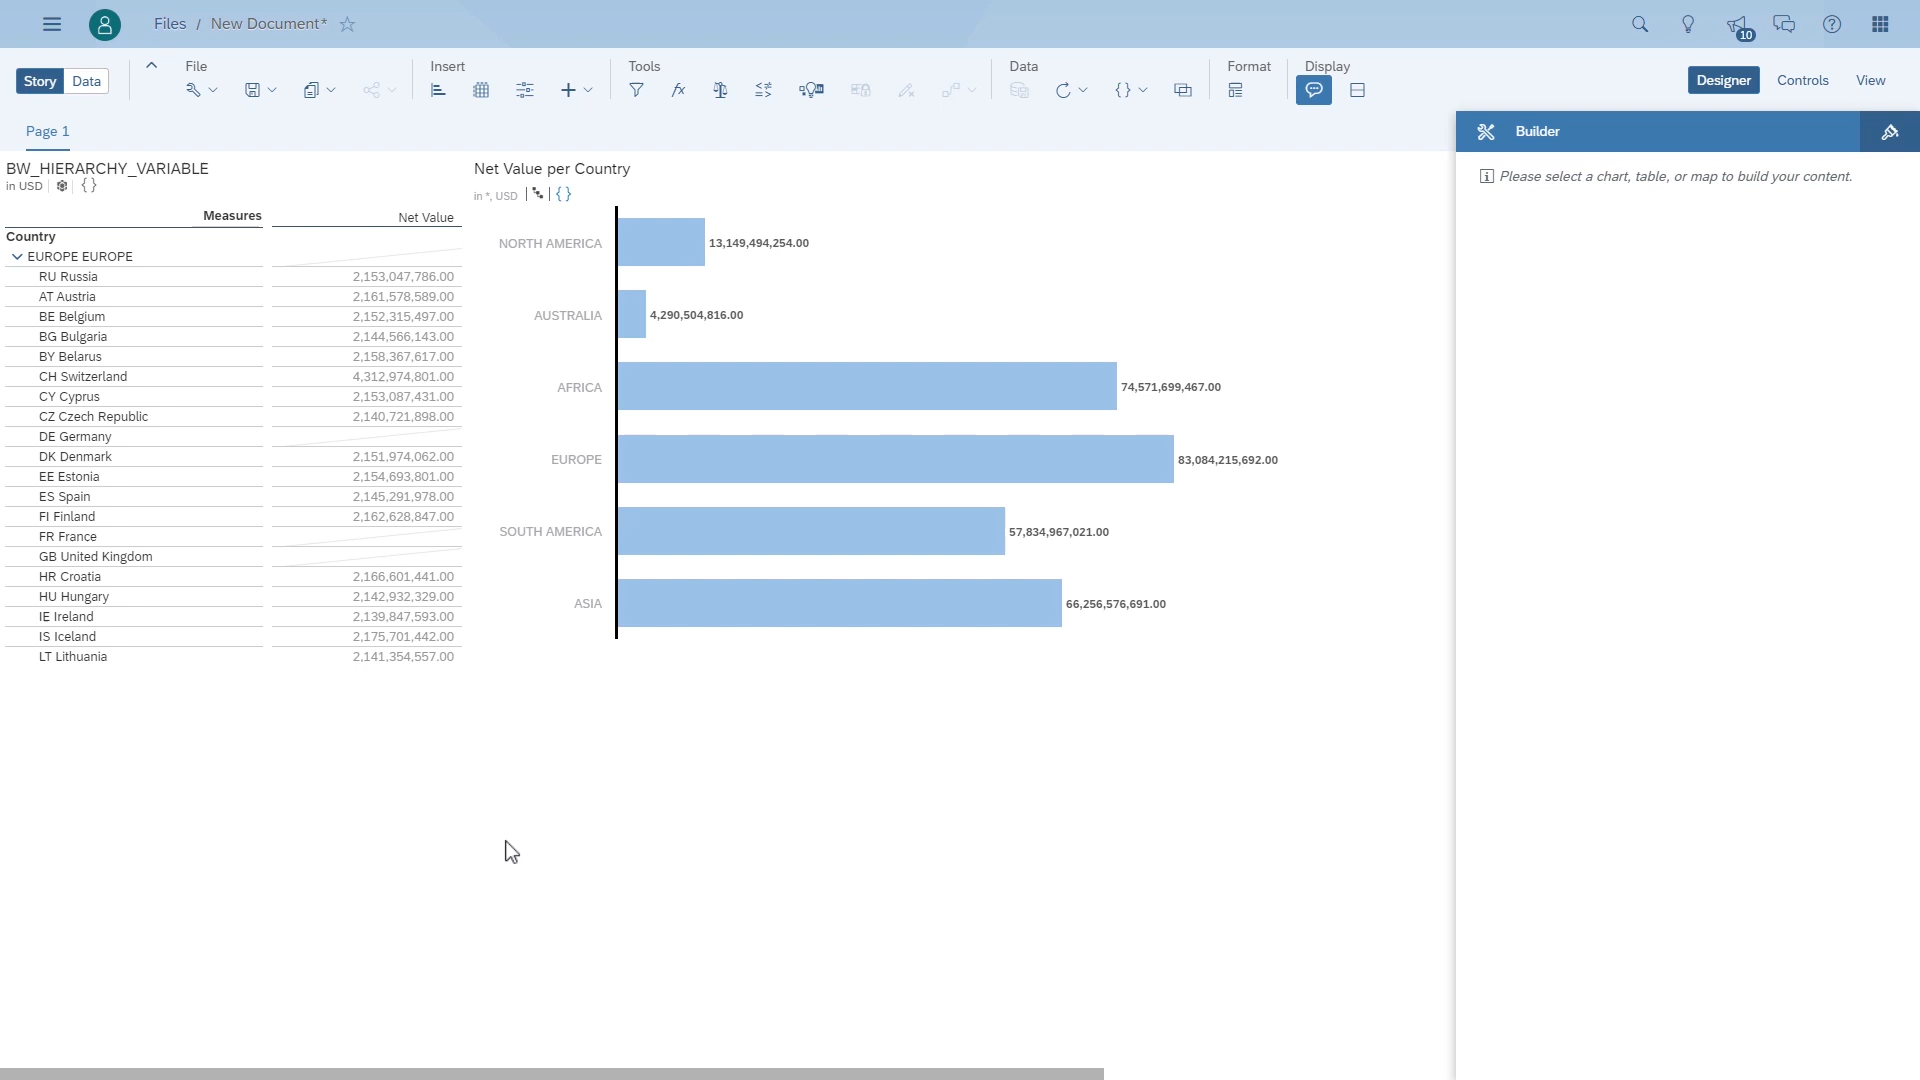 Files / New Document*
10
Story Data
File
Insert
Tools
Data
Format
Display
Designer Controls View
Page 1
Builder
Please select a chart, table, or map to build your content.
BW_HIERARCHY_VARIABLE
in USD
Measures Net Value
Country
EUROPE EUROPE
RU Russia 2,153,047,786.00
AT Austria 2,161,578,589.00
BE Belgium 2,152,315,497.00
BG Bulgaria 2,144,566,143.00
BY Belarus 2,158,367,617.00
CH Switzerland 4,312,974,801.00
CY Cyprus 2,153,087,431.00
CZ Czech Republic 2,140,721,898.00
DE Germany
DK Denmark 2,151,974,062.00
EE Estonia 2,154,693,801.00
ES Spain 2,145,291,978.00
FI Finland 2,162,628,847.00
FR France
GB United Kingdom
HR Croatia 2,166,601,441.00
HU Hungary 2,142,932,329.00
IE Ireland 2,139,847,593.00
IS Iceland 2,175,701,442.00
LT Lithuania 2,141,354,557.00
Net Value per Country
in *, USD
NORTH AMERICA 13,149,494,254.00
AUSTRALIA 4,290,504,816.00
AFRICA 74,571,699,467.00
EUROPE 83,084,215,692.00
SOUTH AMERICA 57,834,967,021.00
ASIA 66,256,576,691.00